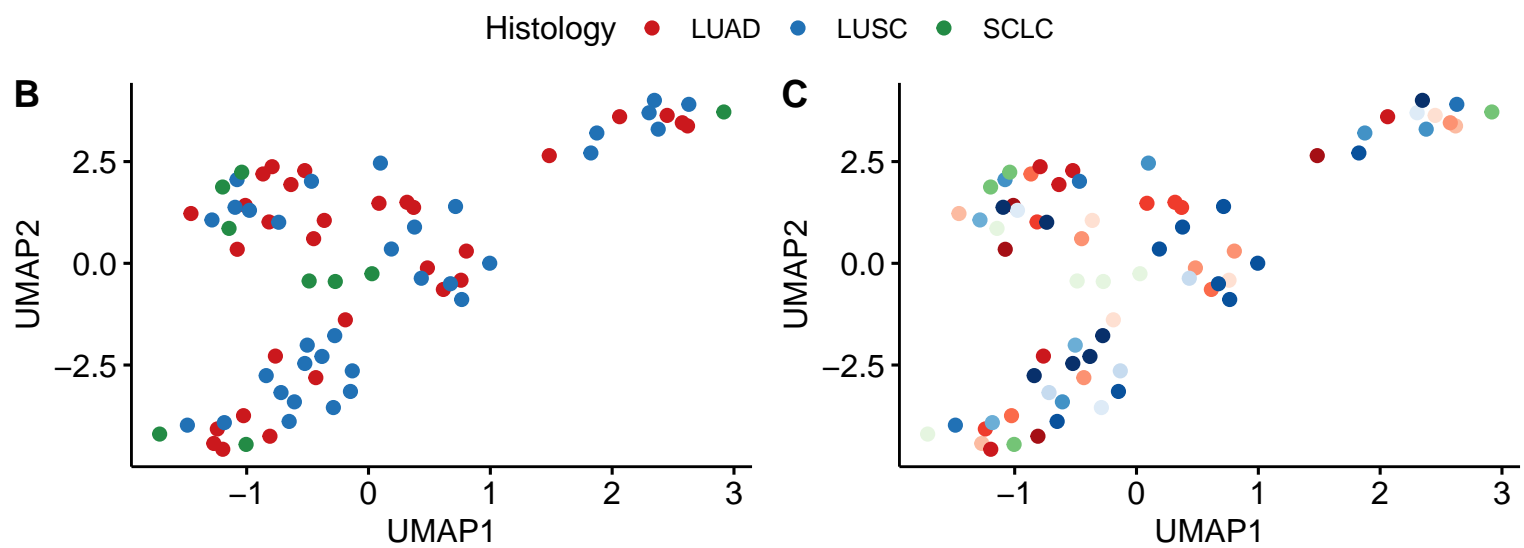 Histology LUAD LUSC SCLC
B
C
2.5
0.0
−2.5
UMAP2
−1 0 1 2 3
UMAP1
2.5
0.0
−2.5
UMAP2
−1 0 1 2 3
UMAP1